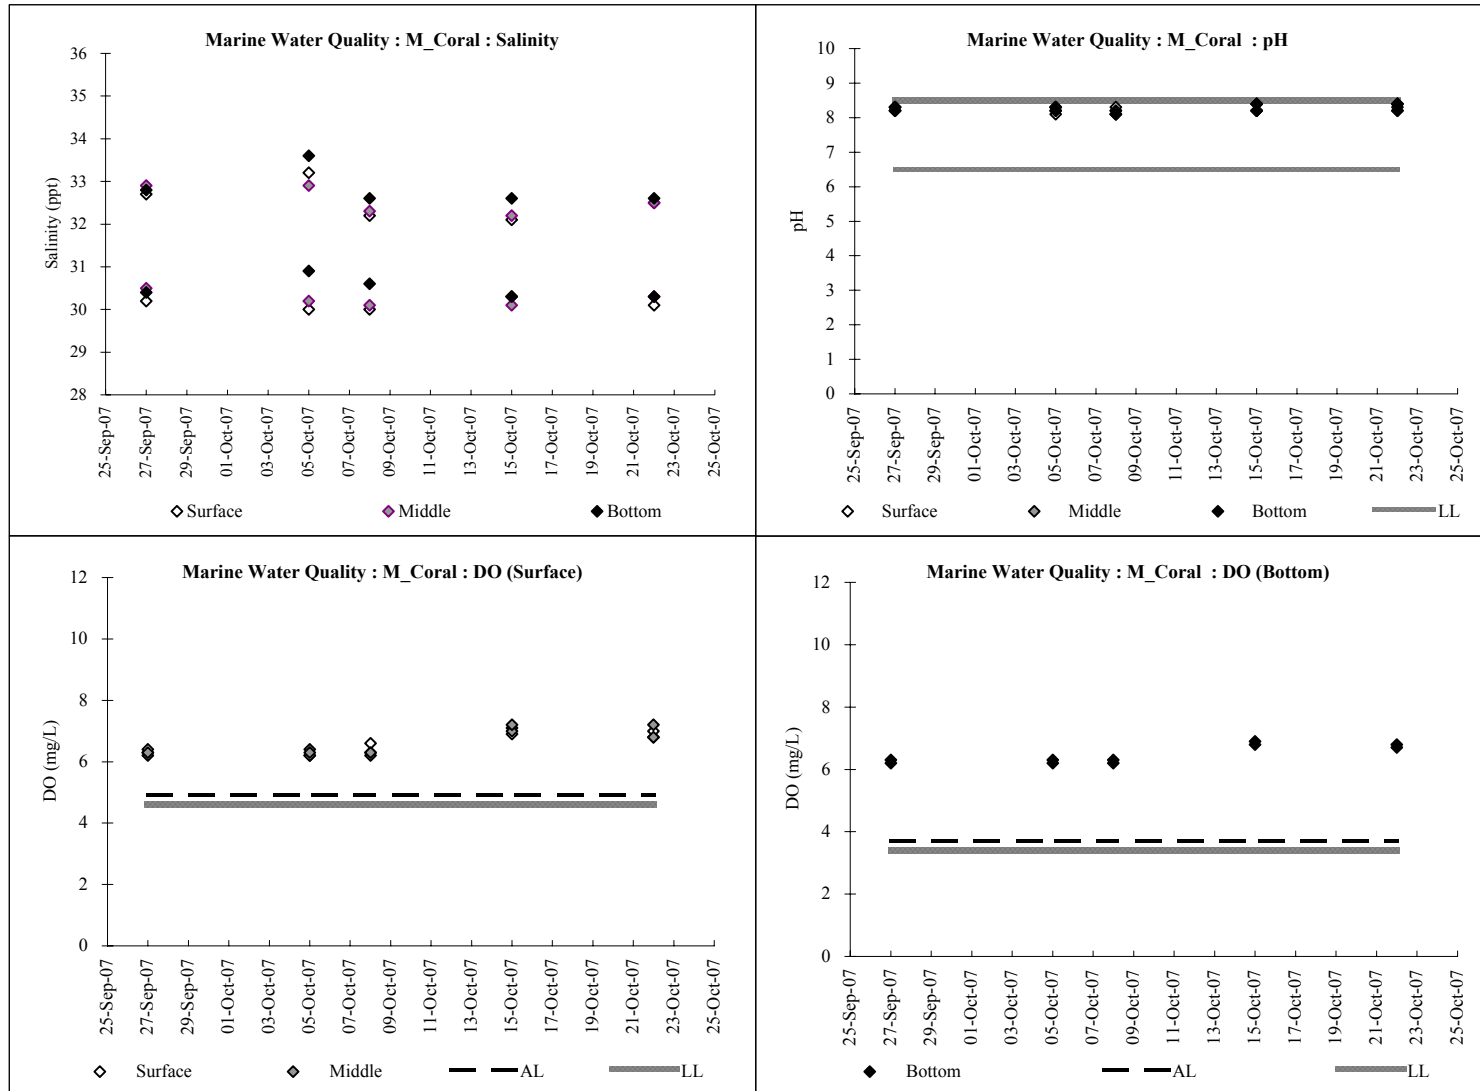 Marine Water Quality : M_Coral : Salinity
36
35
34
33
32
31
30
29
28
Salinity (ppt)
25-Sep-07
27-Sep-07
29-Sep-07
01-Oct-07
03-Oct-07
05-Oct-07
07-Oct-07
09-Oct-07
11-Oct-07
13-Oct-07
15-Oct-07
17-Oct-07
19-Oct-07
21-Oct-07
23-Oct-07
25-Oct-07
Surface Middle Bottom
Marine Water Quality : M_Coral : pH
10
9
8
7
6
5
4
3
2
1
0
pH
25-Sep-07
27-Sep-07
29-Sep-07
01-Oct-07
03-Oct-07
05-Oct-07
07-Oct-07
09-Oct-07
11-Oct-07
13-Oct-07
15-Oct-07
17-Oct-07
19-Oct-07
21-Oct-07
23-Oct-07
25-Oct-07
Surface Middle Bottom LL
Marine Water Quality : M_Coral : DO (Surface)
12
10
8
6
4
2
0
DO (mg/L)
25-Sep-07
27-Sep-07
29-Sep-07
01-Oct-07
03-Oct-07
05-Oct-07
07-Oct-07
09-Oct-07
11-Oct-07
13-Oct-07
15-Oct-07
17-Oct-07
19-Oct-07
21-Oct-07
23-Oct-07
25-Oct-07
Surface Middle AL LL
Marine Water Quality : M_Coral : DO (Bottom)
12
10
8
6
4
2
0
DO (mg/L)
25-Sep-07
27-Sep-07
29-Sep-07
01-Oct-07
03-Oct-07
05-Oct-07
07-Oct-07
09-Oct-07
11-Oct-07
13-Oct-07
15-Oct-07
17-Oct-07
19-Oct-07
21-Oct-07
23-Oct-07
25-Oct-07
Bottom AL LL